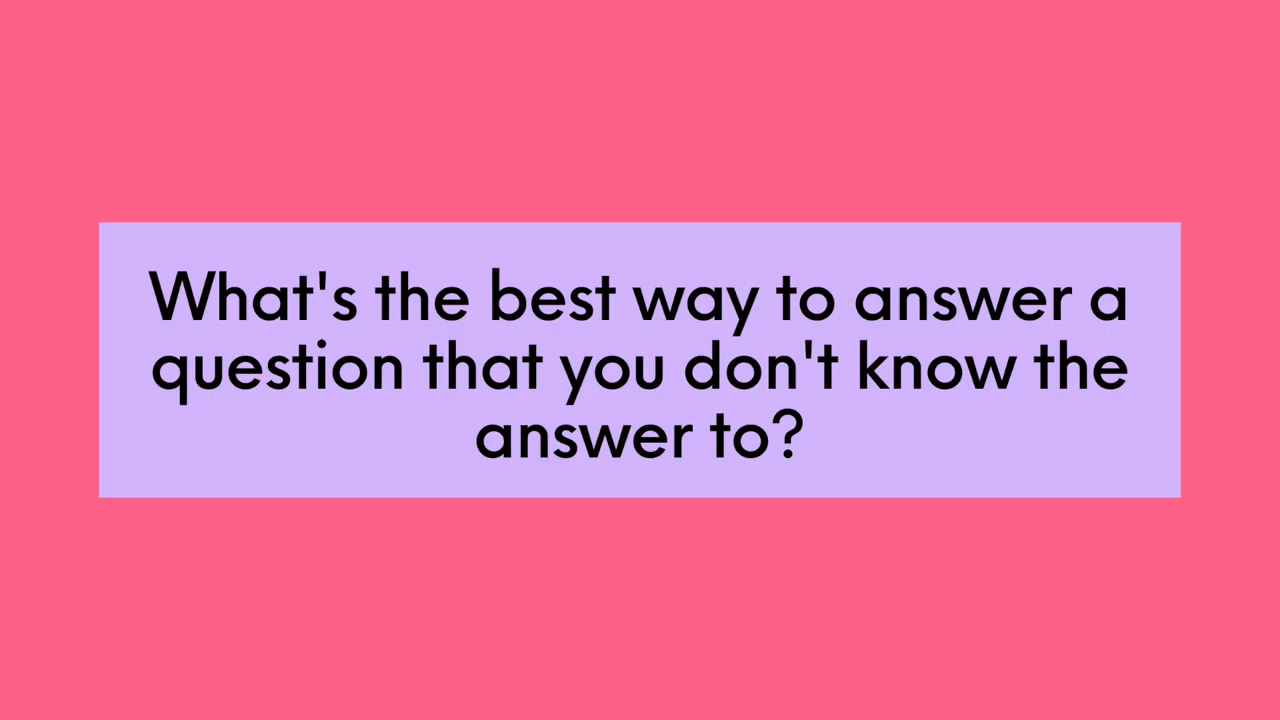 What's the best way to answer a
question that you don't know the
answer to?